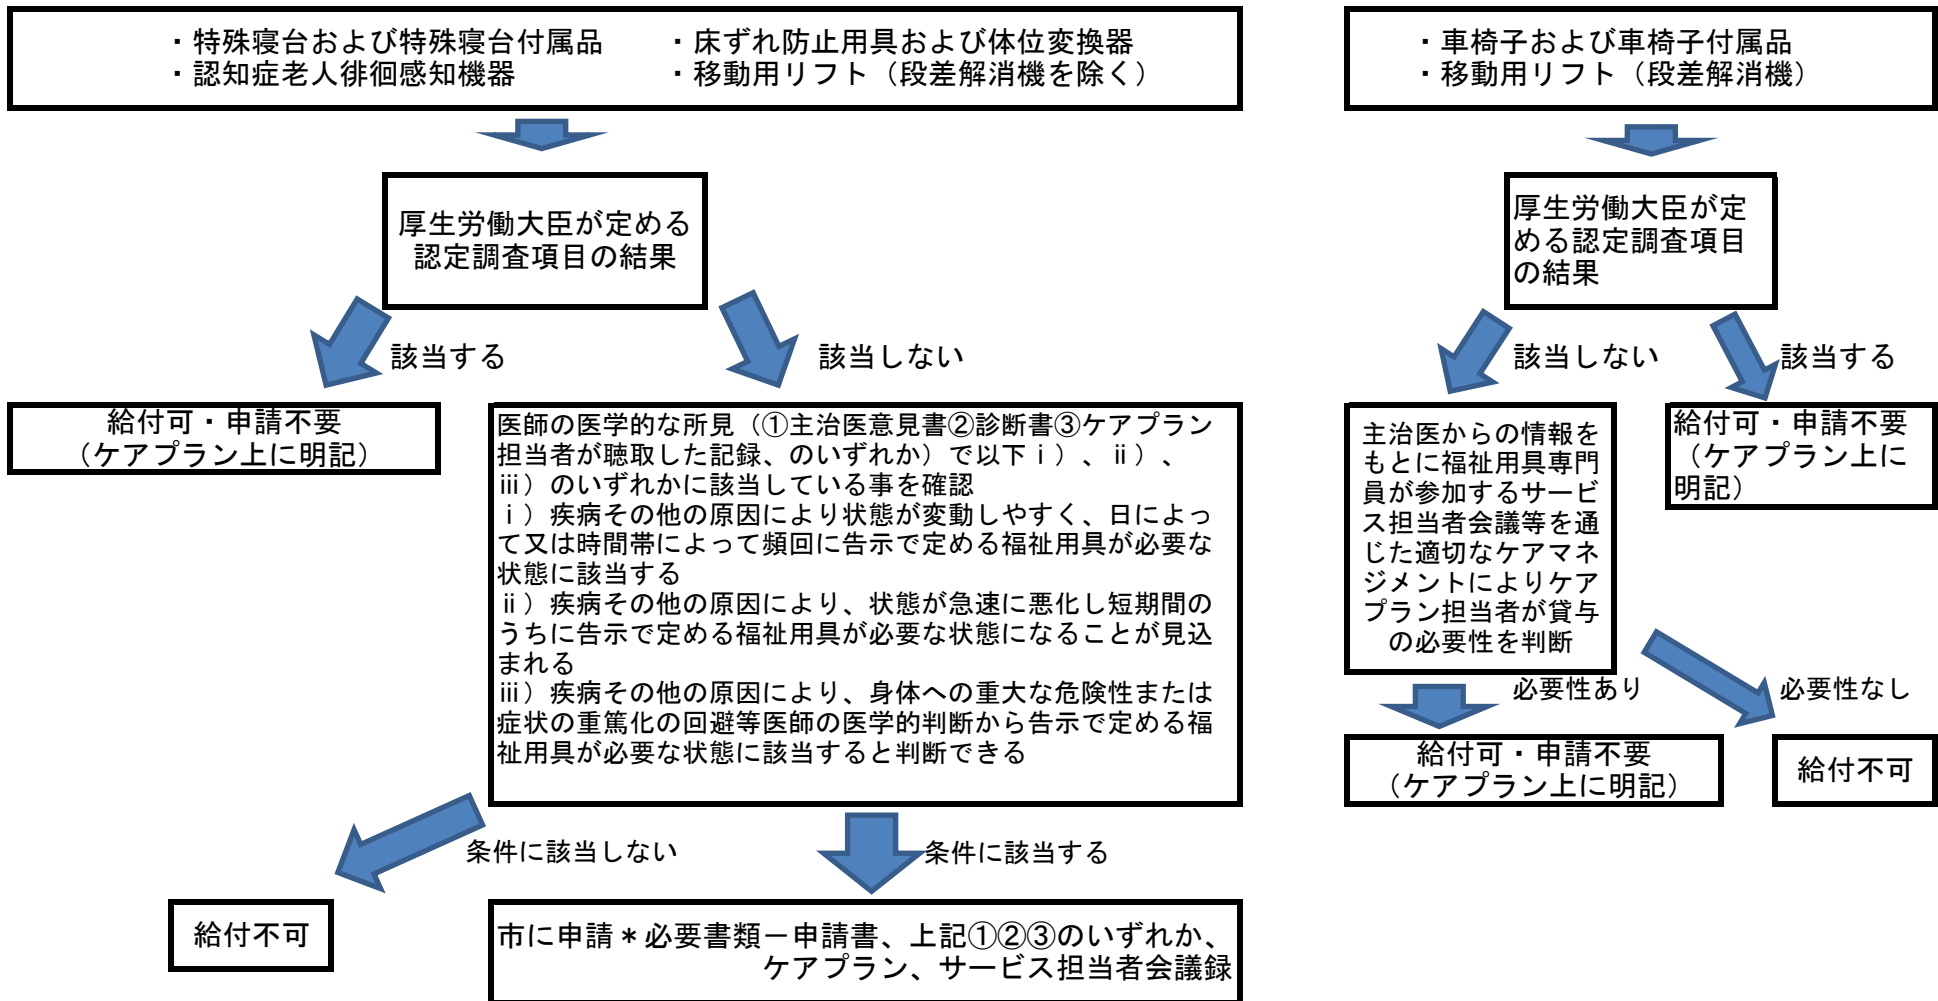 ・特殊寝台および特殊寝台付属品　　・床ずれ防止用具および体位変換器
・認知症老人徘徊感知機器　　　　　・移動用リフト（段差解消機を除く）
厚生労働大臣が定める
認定調査項目の結果
該当する
該当しない
給付可・申請不要
（ケアプラン上に明記）
医師の医学的な所見（①主治医意見書②診断書③ケアプラン
担当者が聴取した記録、のいずれか）で以下ⅰ）、ⅱ）、
ⅲ）のいずれかに該当している事を確認
ⅰ）疾病その他の原因により状態が変動しやすく、日によっ
て又は時間帯によって頻回に告示で定める福祉用具が必要な
状態に該当する
ⅱ）疾病その他の原因により、状態が急速に悪化し短期間の
うちに告示で定める福祉用具が必要な状態になることが見込
まれる
ⅲ）疾病その他の原因により、身体への重大な危険性または
症状の重篤化の回避等医師の医学的判断から告示で定める福
祉用具が必要な状態に該当すると判断できる
条件に該当しない
条件に該当する
給付不可
市に申請＊必要書類－申請書、上記①②③のいずれか、
ケアプラン、サービス担当者会議録
・車椅子および車椅子付属品
・移動用リフト（段差解消機）
厚生労働大臣が定
める認定調査項目
の結果
該当しない
該当する
主治医からの情報を
もとに福祉用具専門
員が参加するサービ
ス担当者会議等を通
じた適切なケアマネ
ジメントによりケア
プラン担当者が貸与
の必要性を判断
給付可・申請不要
（ケアプラン上に
明記）
必要性あり
必要性なし
給付可・申請不要
（ケアプラン上に明記）
給付不可